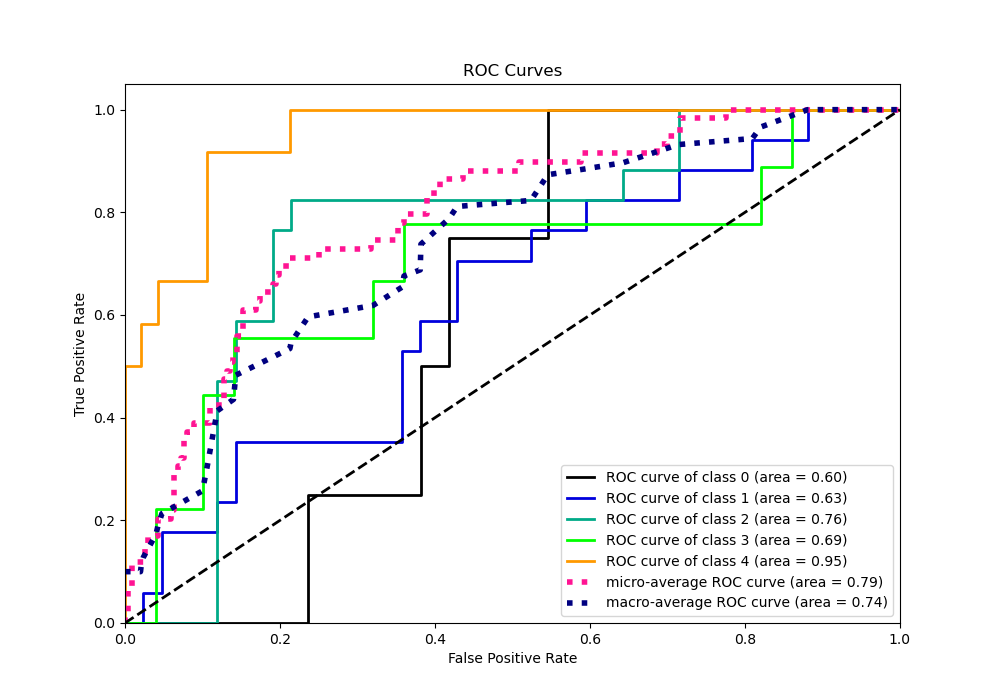 ROC Curves
True Positive Rate
1.0
0.8
0.6
0.4
0.2
0.0
0.0 0.2 0.4 0.6 0.8 1.0
False Positive Rate
ROC curve of class 0 (area = 0.60)
ROC curve of class 1 (area = 0.63)
ROC curve of class 2 (area = 0.76)
ROC curve of class 3 (area = 0.69)
ROC curve of class 4 (area = 0.95)
micro-average ROC curve (area = 0.79)
macro-average ROC curve (area = 0.74)